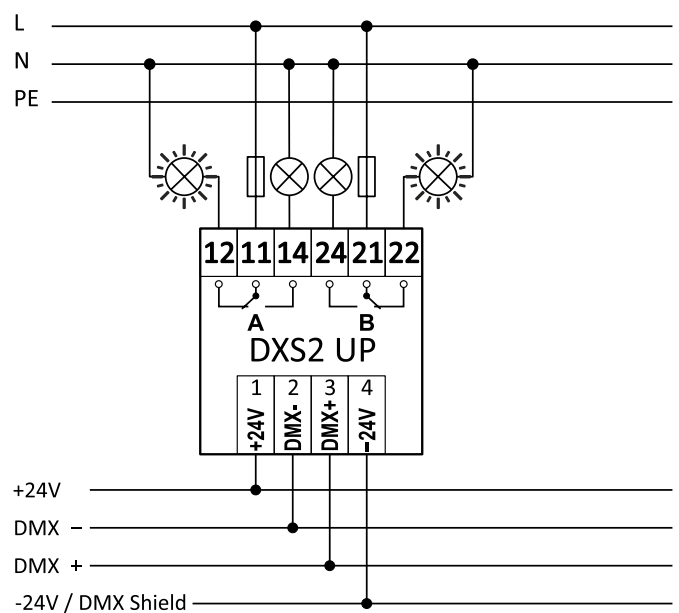 L
N
PE
12 11 14 24 21 22
A B
DXS2 UP
1 2 3 4
+24V DMX- DMX+ -24V
+24V
DMX -
DMX +
-24V / DMX Shield